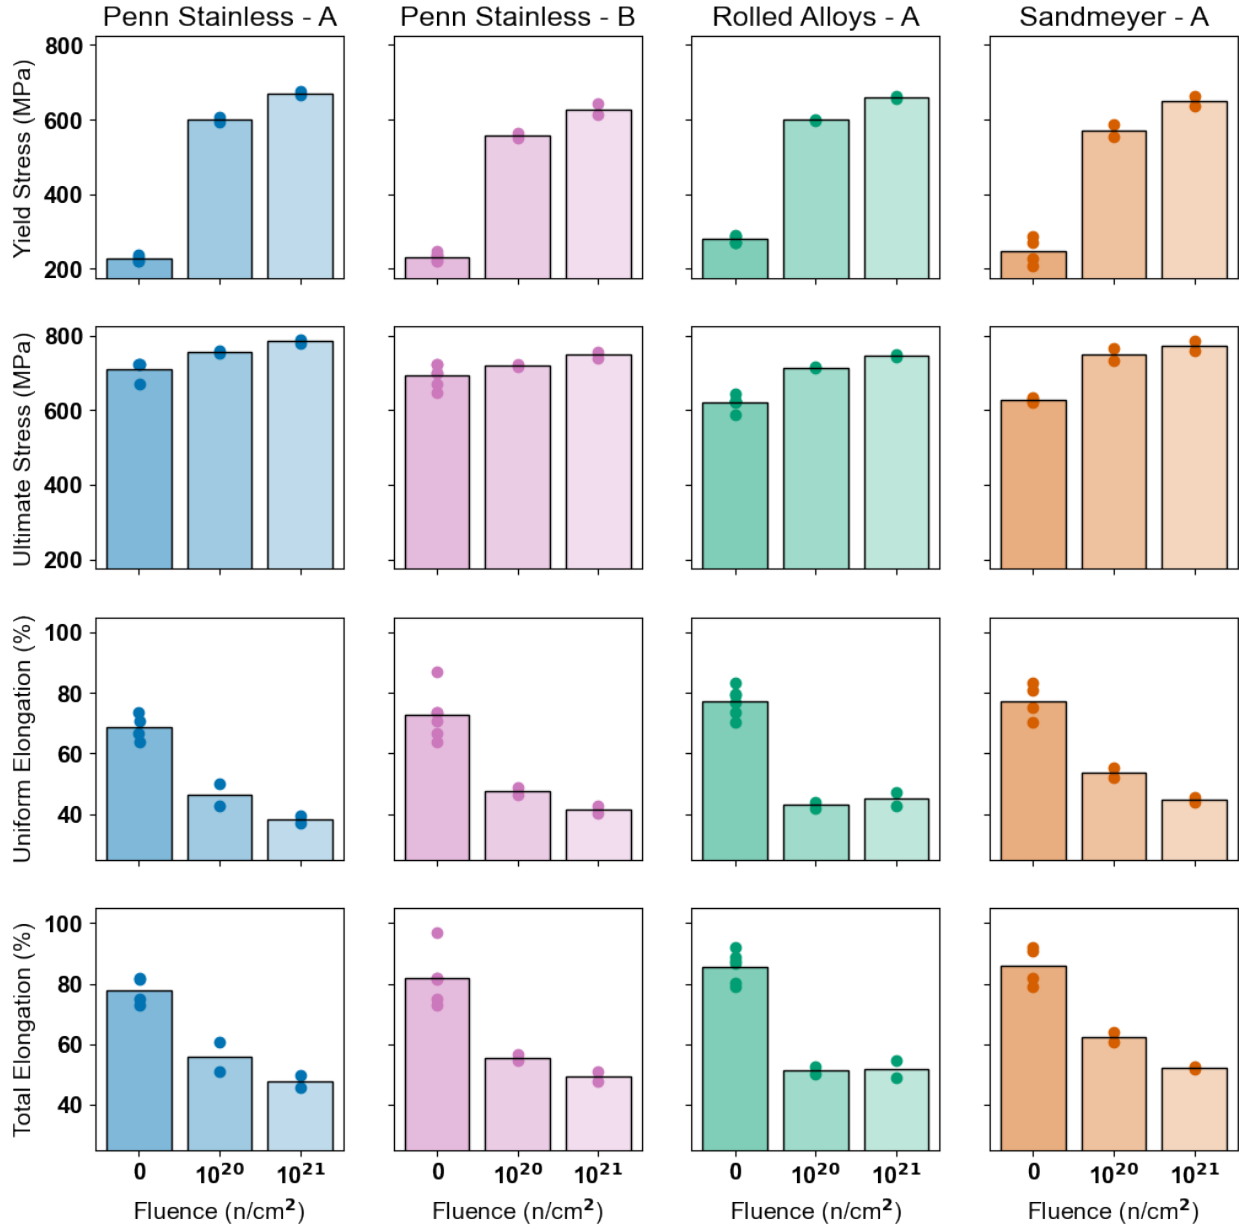 Penn Stainless - A
Penn Stainless - B
Rolled Alloys - A
Sandmeyer - A
Yield Stress (MPa)
800
600
400
200
Ultimate Stress (MPa)
800
600
400
200
Uniform Elongation (%)
100
80
60
40
Total Elongation (%)
100
80
60
40
0 10²⁰ 10²¹
0 10²⁰ 10²¹
0 10²⁰ 10²¹
0 10²⁰ 10²¹
Fluence (n/cm²)
Fluence (n/cm²)
Fluence (n/cm²)
Fluence (n/cm²)